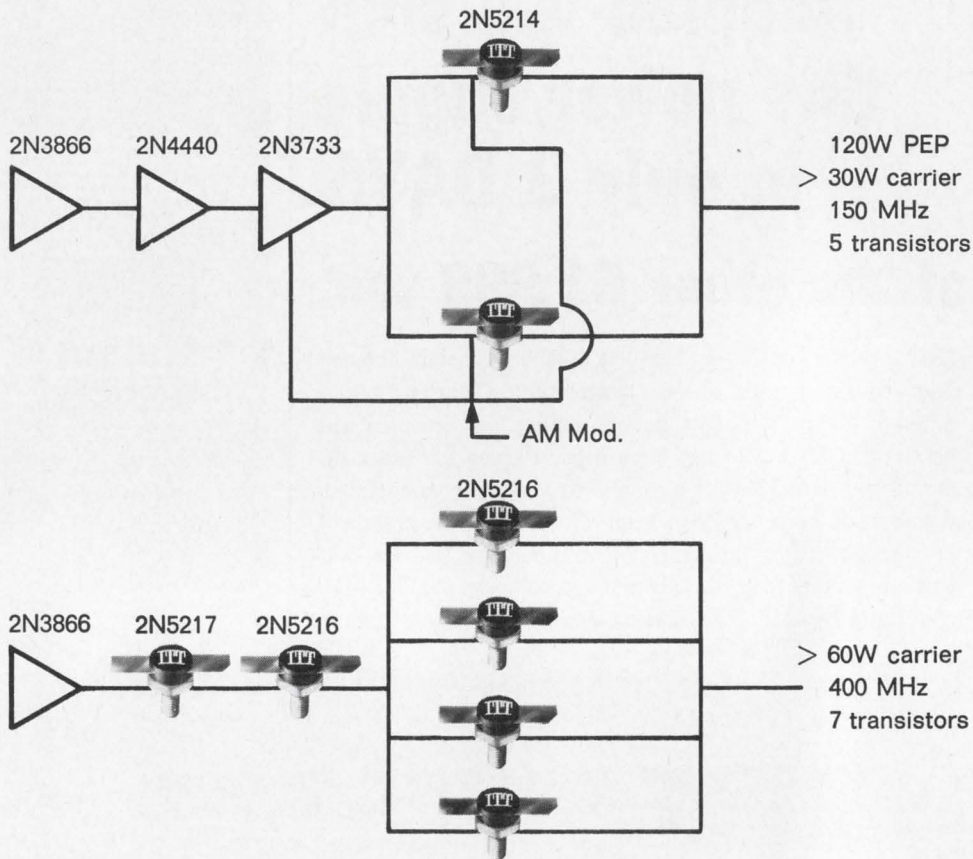 2N5214
ITT
2N3866
2N4440
2N3733
120W PEP
> 30W carrier
150 MHz
5 transistors
ITT
AM Mod.
2N5216
ITT
ITT
2N3866
2N5217
2N5216
ITT
ITT
> 60W carrier
400 MHz
7 transistors
ITT
ITT